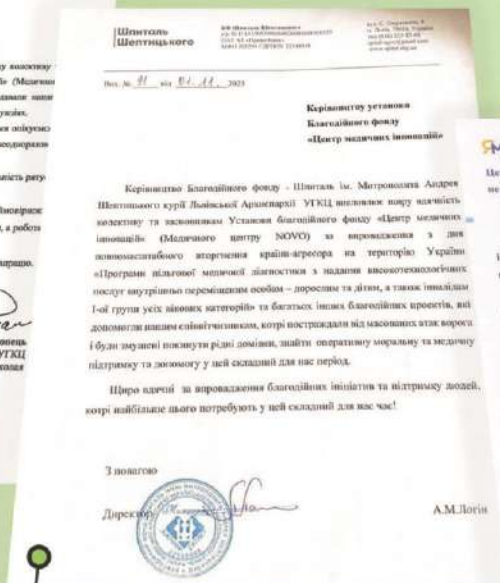 Шпиталь
Шептицького
Вих. № 91 від 01.11. 2023
Керівництву установи
Благодійного фонду
«Центр медичних інновацій»
Керівництво Благодійного фонду - Шпиталь ім. Митрополита Андрея
Шептицького курії Львівської Архиєпархії УГКЦ висловлює щиру вдячність
колективу та засновникам Установи благодійного фонду «Центр медичних
інновацій» (Медичного центру NOVO) за впровадження з дня
повномасштабного вторгнення країни-агресора на територію України
«Програми пільгової медичної діагностики з надання високотехнологічних
послуг внутрішньо переміщеним особам – дорослим та дітям, а також інвалідам
I-ої групи усіх вікових категорій» та багатьох інших благодійних проектів, які
допомогли нашим співвітчизникам, котрі постраждали від масованих атак ворога
і були змушені покинути рідні домівки, знайти оперативну моральну та медичну
підтримку та допомогу у цей складний для нас період.
Щиро вдячні за впровадження благодійних ініціатив та підтримку людей,
котрі найбільше цього потребують у цей складний для нас час!
З повагою
Директор
А.М.Логін